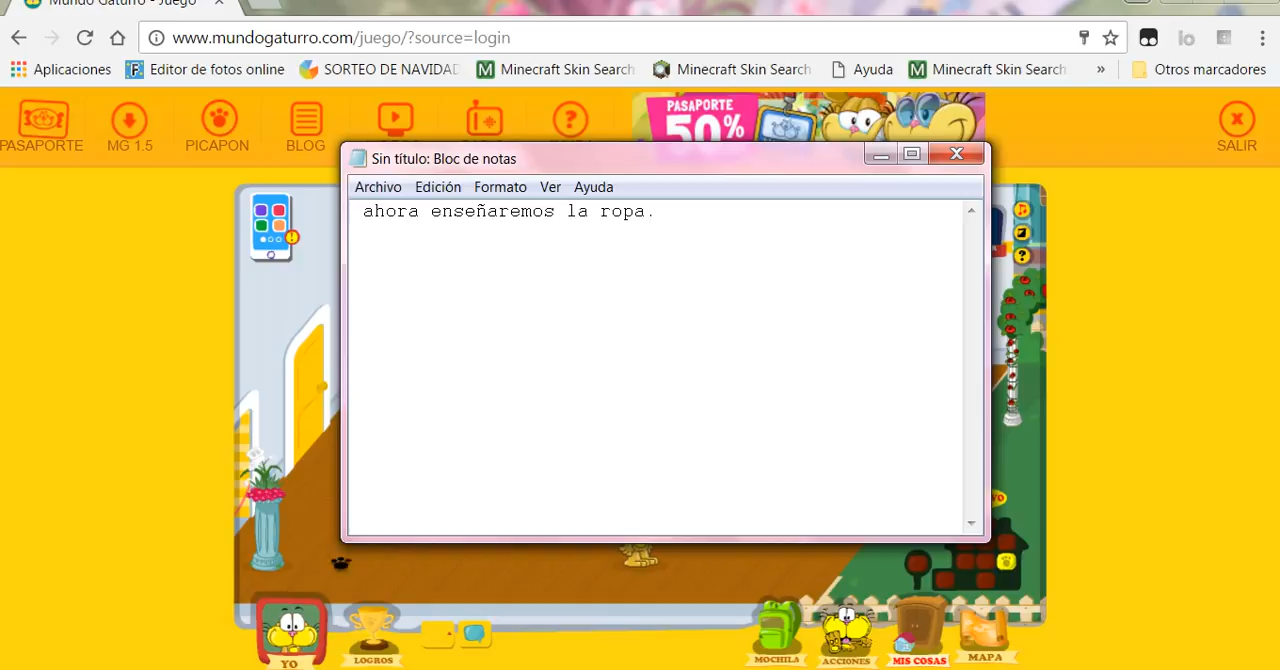 Mundo Gaturro - Juego
www.mundogaturro.com/juego/?source=login
Aplicaciones Editor de fotos online SORTEO DE NAVIDAD Minecraft Skin Search Minecraft Skin Search Ayuda Minecraft Skin Search » Otros marcadores
PASAPORTE MG 1.5 PICAPON BLOG
PASAPORTE
50%
SALIR
Sin título: Bloc de notas
Archivo Edición Formato Ver Ayuda
ahora enseñaremos la ropa.
YO LOGROS MOCHILA ACCIONES MIS COSAS MAPA